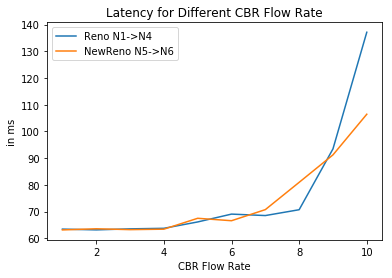 Latency for Different CBR Flow Rate
Reno N1->N4
NewReno N5->N6
in ms
140
130
120
110
100
90
80
70
60
2 4 6 8 10
CBR Flow Rate